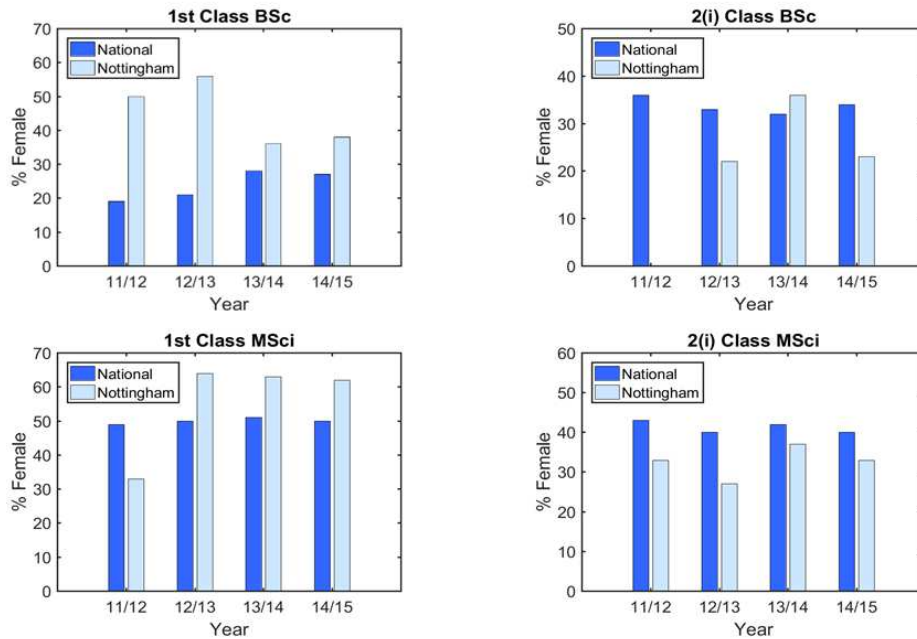 1st Class BSc
70
60
50
40
30
20
10
0
% Female
National
Nottingham
11/12 12/13 13/14 14/15
Year
2(i) Class BSc
50
40
30
20
10
0
% Female
National
Nottingham
11/12 12/13 13/14 14/15
Year
1st Class MSci
70
60
50
40
30
20
10
0
% Female
National
Nottingham
11/12 12/13 13/14 14/15
Year
2(i) Class MSci
60
50
40
30
20
10
0
% Female
National
Nottingham
11/12 12/13 13/14 14/15
Year